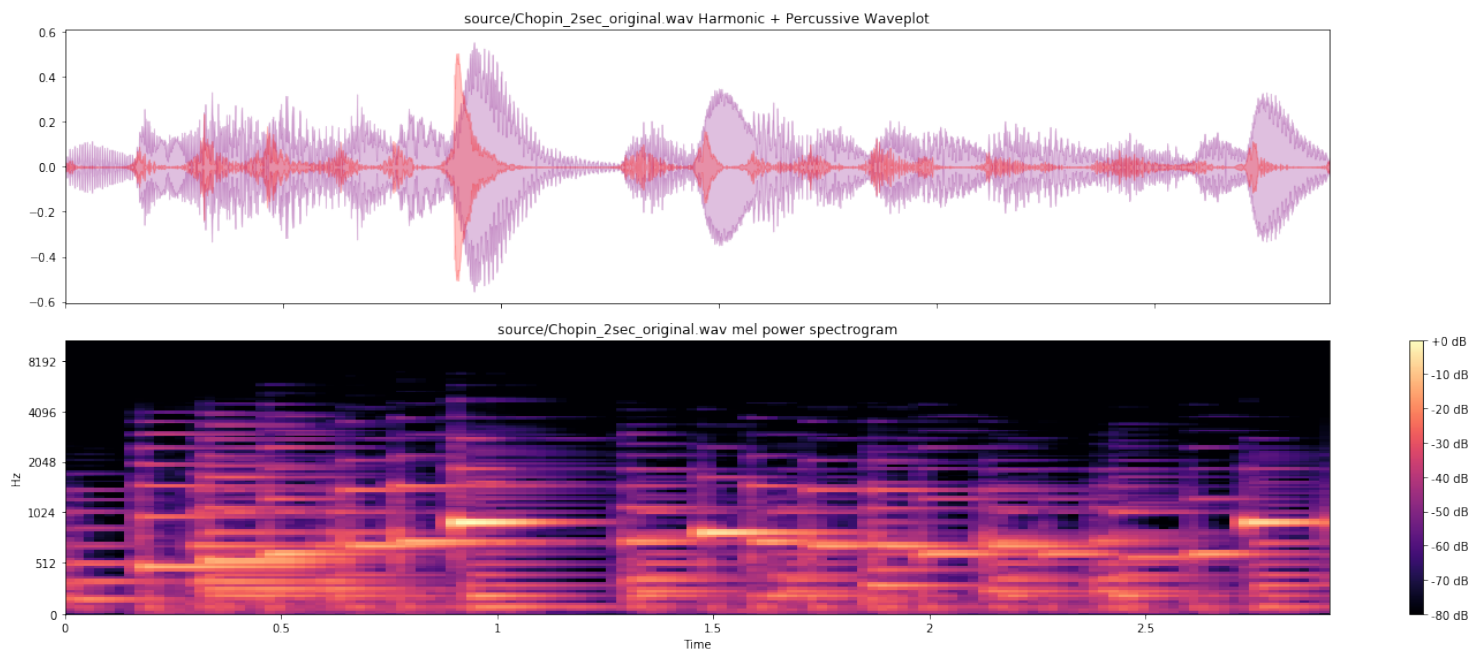 source/Chopin_2sec_original.wav Harmonic + Percussive Waveplot
0.6
0.4
0.2
0.0
−0.2
−0.4
−0.6
source/Chopin_2sec_original.wav mel power spectrogram
8192
4096
2048
1024
512
0
Hz
0 0.5 1 1.5 2 2.5
Time
+0 dB
-10 dB
-20 dB
-30 dB
-40 dB
-50 dB
-60 dB
-70 dB
-80 dB